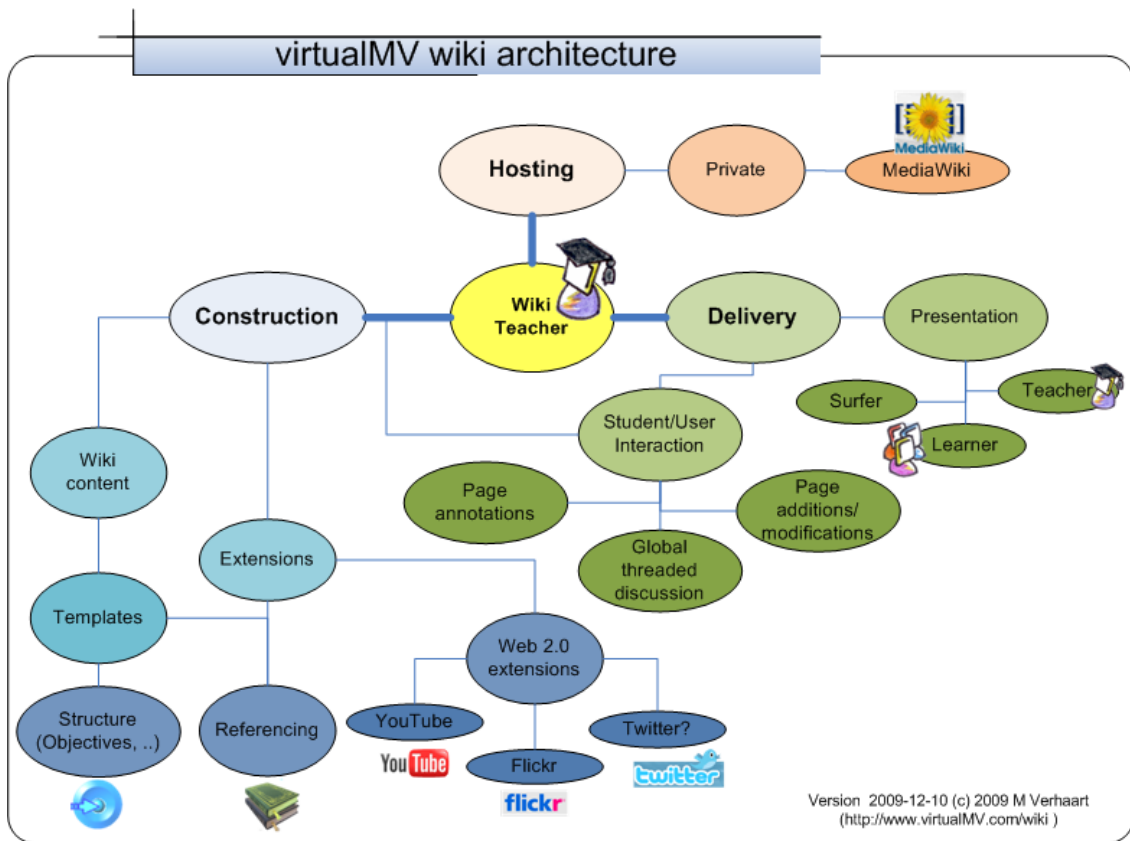 virtualMV wiki architecture
[[ ]]
MediaWiki
Hosting
Private
MediaWiki
Construction
Wiki
Teacher
Delivery
Presentation
Surfer
Teacher
Learner
Student/User
Interaction
Wiki
content
Page
annotations
Page
additions/
modifications
Global
threaded
discussion
Extensions
Templates
Web 2.0
extensions
Structure
(Objectives, ..)
Referencing
YouTube
Twitter?
Flickr
YouTube
twitter
flickr
Version 2009-12-10 (c) 2009 M Verhaart
(http://www.virtualMV.com/wiki )